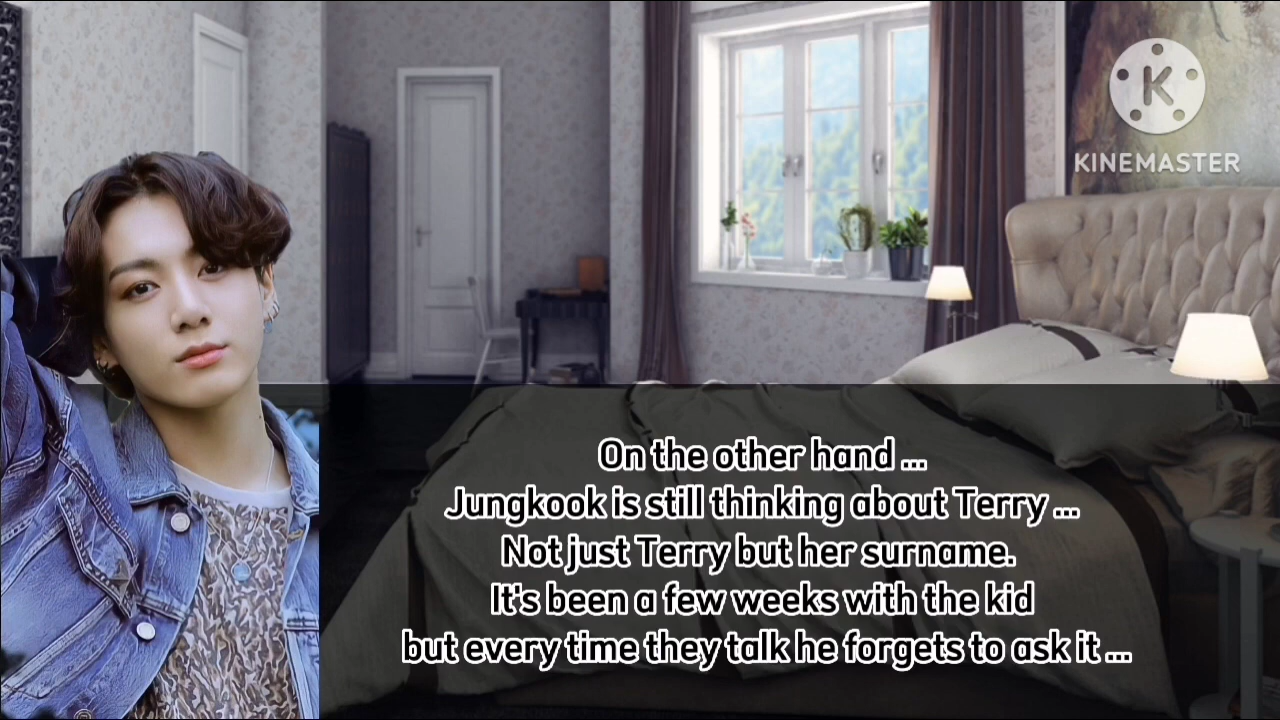 KINEMASTER
On the other hand ...
Jungkook is still thinking about Terry ...
Not just Terry but her surname.
It's been a few weeks with the kid
but every time they talk he forgets to ask it ...